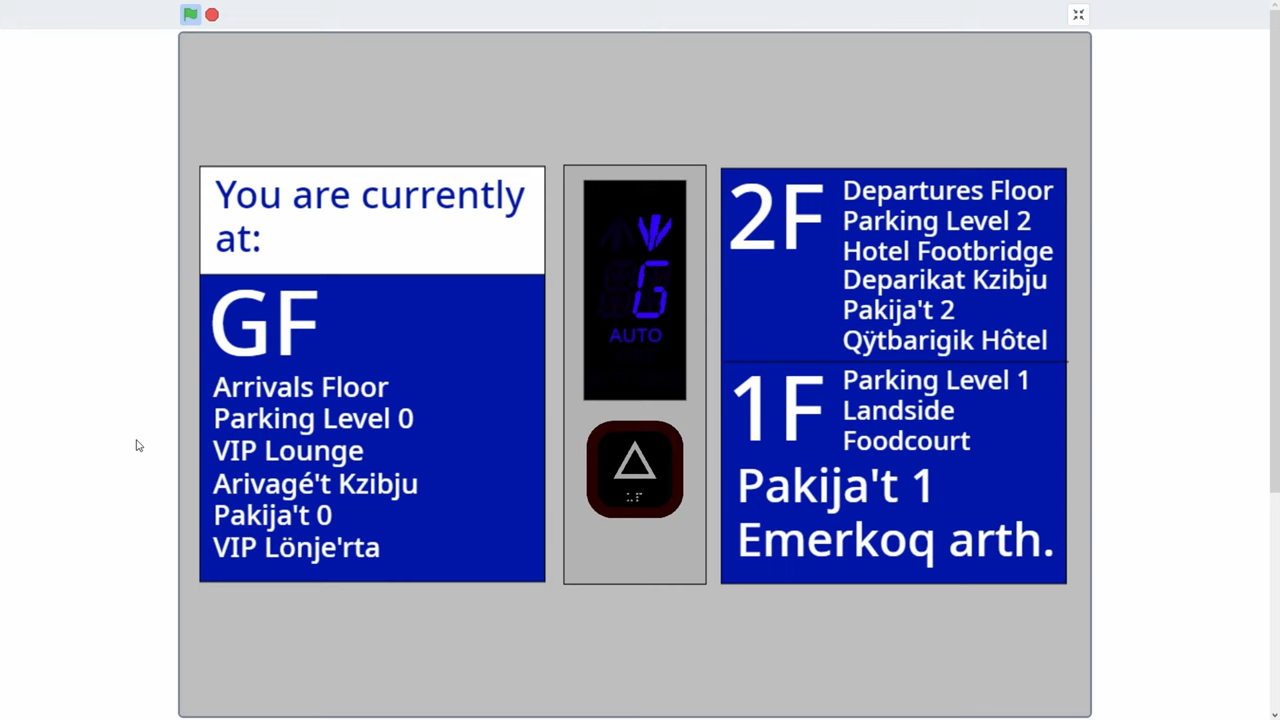 You are currently
at:
GF
Arrivals Floor
Parking Level 0
VIP Lounge
Arivagé't Kzibju
Pakija't 0
VIP Lönje'rta
G
AUTO
2F
Departures Floor
Parking Level 2
Hotel Footbridge
Deparikat Kzibju
Pakija't 2
Qÿtbarigik Hôtel
1F
Parking Level 1
Landside
Foodcourt
Pakija't 1
Emerkoq arth.